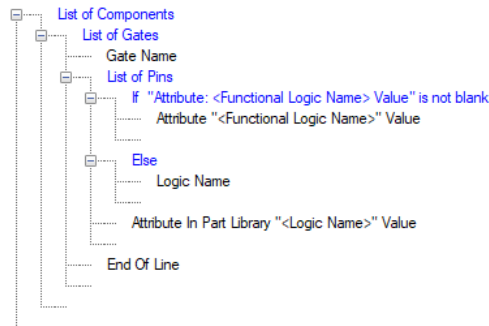 List of Components
List of Gates
Gate Name
List of Pins
If "Attribute: <Functional Logic Name> Value" is not blank
Attribute "<Functional Logic Name>" Value
Else
Logic Name
Attribute In Part Library "<Logic Name>" Value
End Of Line